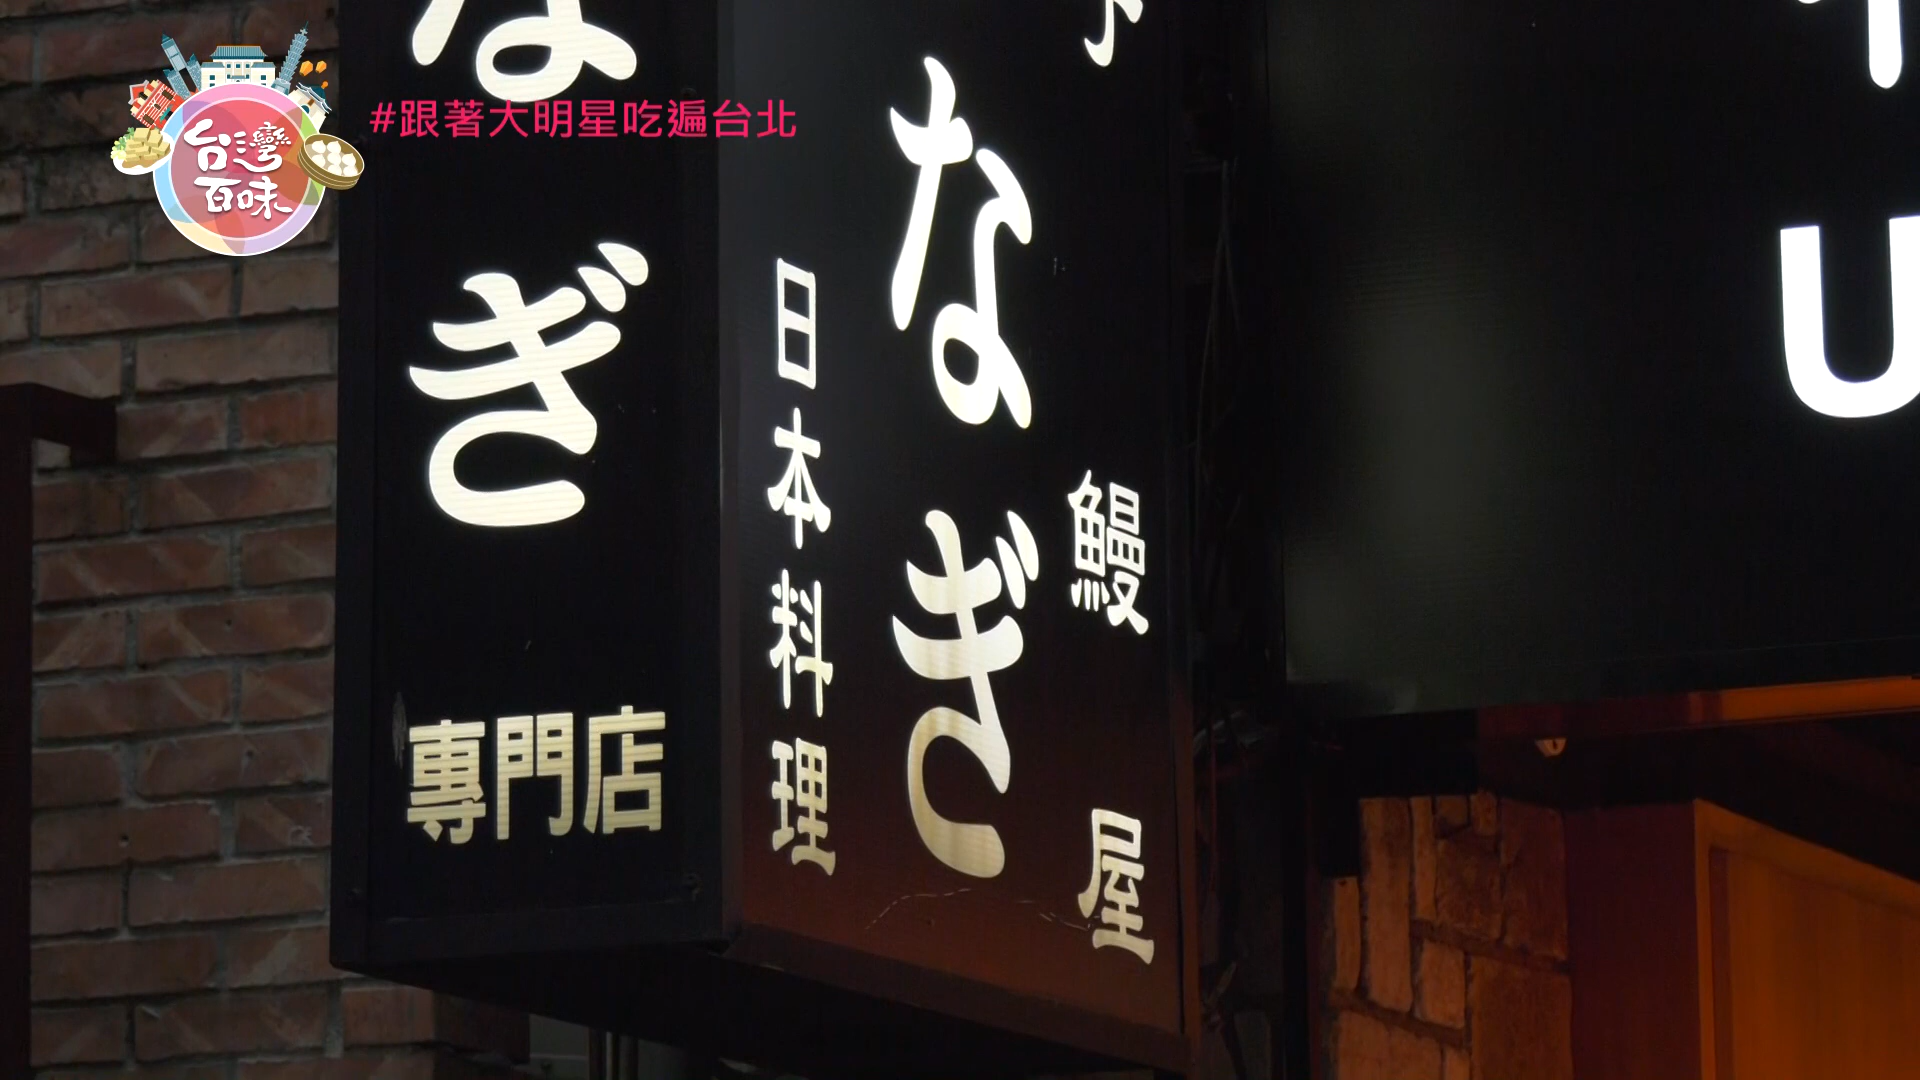 台灣
百味
#跟著大明星吃遍台北
なぎ
專門店
鰻屋
なぎ
日本料理
U